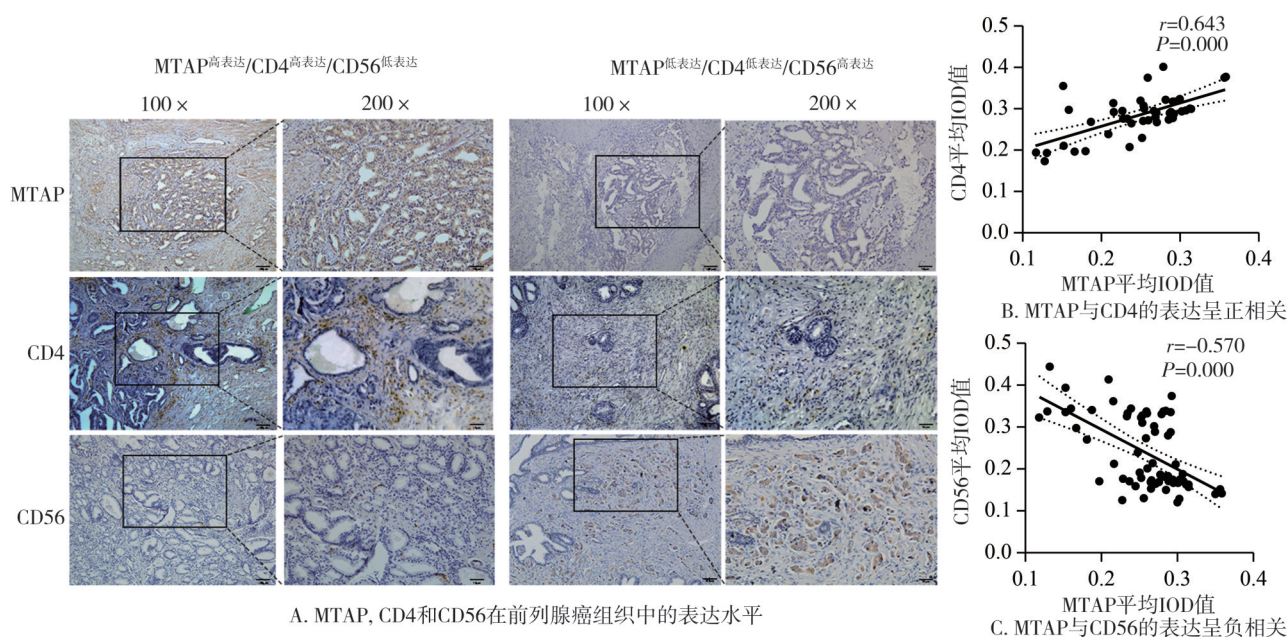 MTAP高表达/CD4高表达/CD56低表达
MTAP低表达/CD4低表达/CD56高表达
100 ×
200 ×
100 ×
200 ×
MTAP
CD4
CD56
A. MTAP, CD4和CD56在前列腺癌组织中的表达水平
r=0.643
P=0.000
CD4平均IOD值
0.5
0.4
0.3
0.2
0.1
0.0
0.1
0.2
0.3
0.4
MTAP平均IOD值
B. MTAP与CD4的表达呈正相关
r=−0.570
P=0.000
CD56平均IOD值
0.5
0.4
0.3
0.2
0.1
0.0
0.1
0.2
0.3
0.4
MTAP平均IOD值
C. MTAP与CD56的表达呈负相关